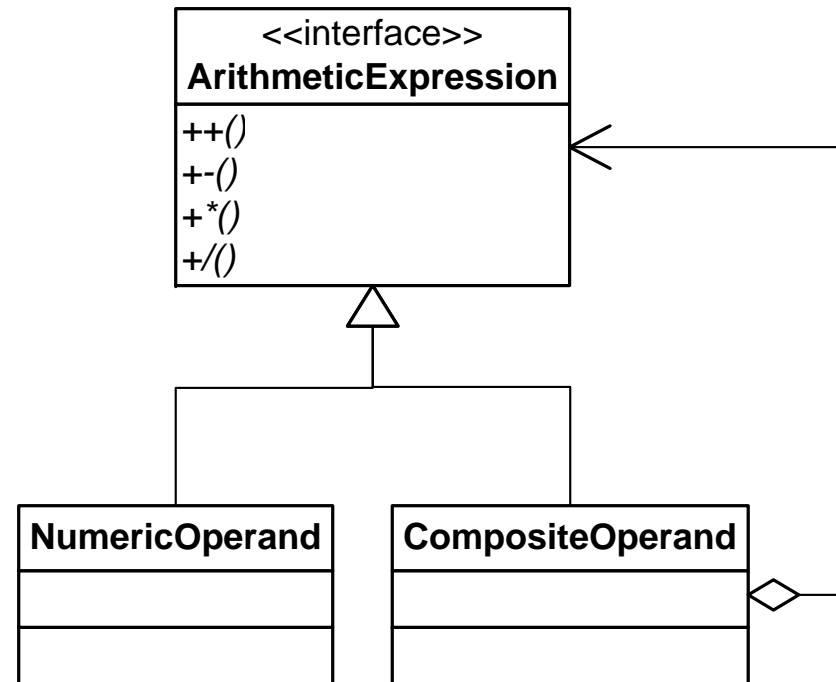 <<interface>>
ArithmeticExpression
++()
+-()
+*()
+/()
NumericOperand
CompositeOperand